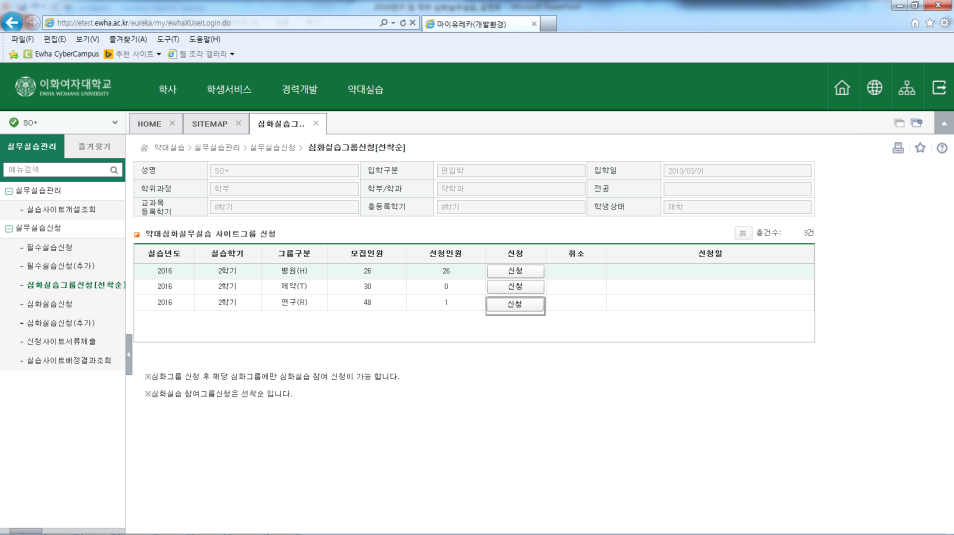 http://etest.ewha.ac.kr/eureka/my/ewhaXUserLogin.do
마이유레카(개발환경)
파일(F) 편집(E) 보기(V) 즐겨찾기(A) 도구(T) 도움말(H)
Ewha CyberCampus 추천 사이트 웹 조각 갤러리
이화여자대학교
EWHA WOMANS UNIVERSITY
학사 학생서비스 경력개발 약대실습
SO*
HOME SITEMAP 심화실습그..
실무실습관리 즐겨찾기
약대실습 > 실무실습관리 > 실무실습신청 > 심화실습그룹신청[선착순]
메뉴검색
성명 SO* 입학구분 편입학 입학일 2013/03/01
학위과정 학부 학부/학과 약학과 전공
교과목
등록학기 8학기 총등록학기 8학기 학생상태 재학
실무실습관리
- 실습사이트개설조회
실무실습신청
- 필수실습신청
- 필수실습신청(추가)
- 심화실습그룹신청[선착순]
- 심화실습신청
- 심화실습신청(추가)
- 신청사이트서류제출
- 실습사이트배정결과조회
약대심화실무실습 사이트그룹 신청 총건수: 3건
실습년도 실습학기 그룹구분 모집인원 신청인원 신청 취소 신청일
2016 2학기 병원(H) 26 26 신청
2016 2학기 제약(T) 30 0 신청
2016 2학기 연구(R) 48 1 신청
※심화그룹 신청 후 해당 심화그룹에만 심화실습 참여 신청이 가능 합니다.
※심화실습 참여그룹신청은 선착순 입니다.